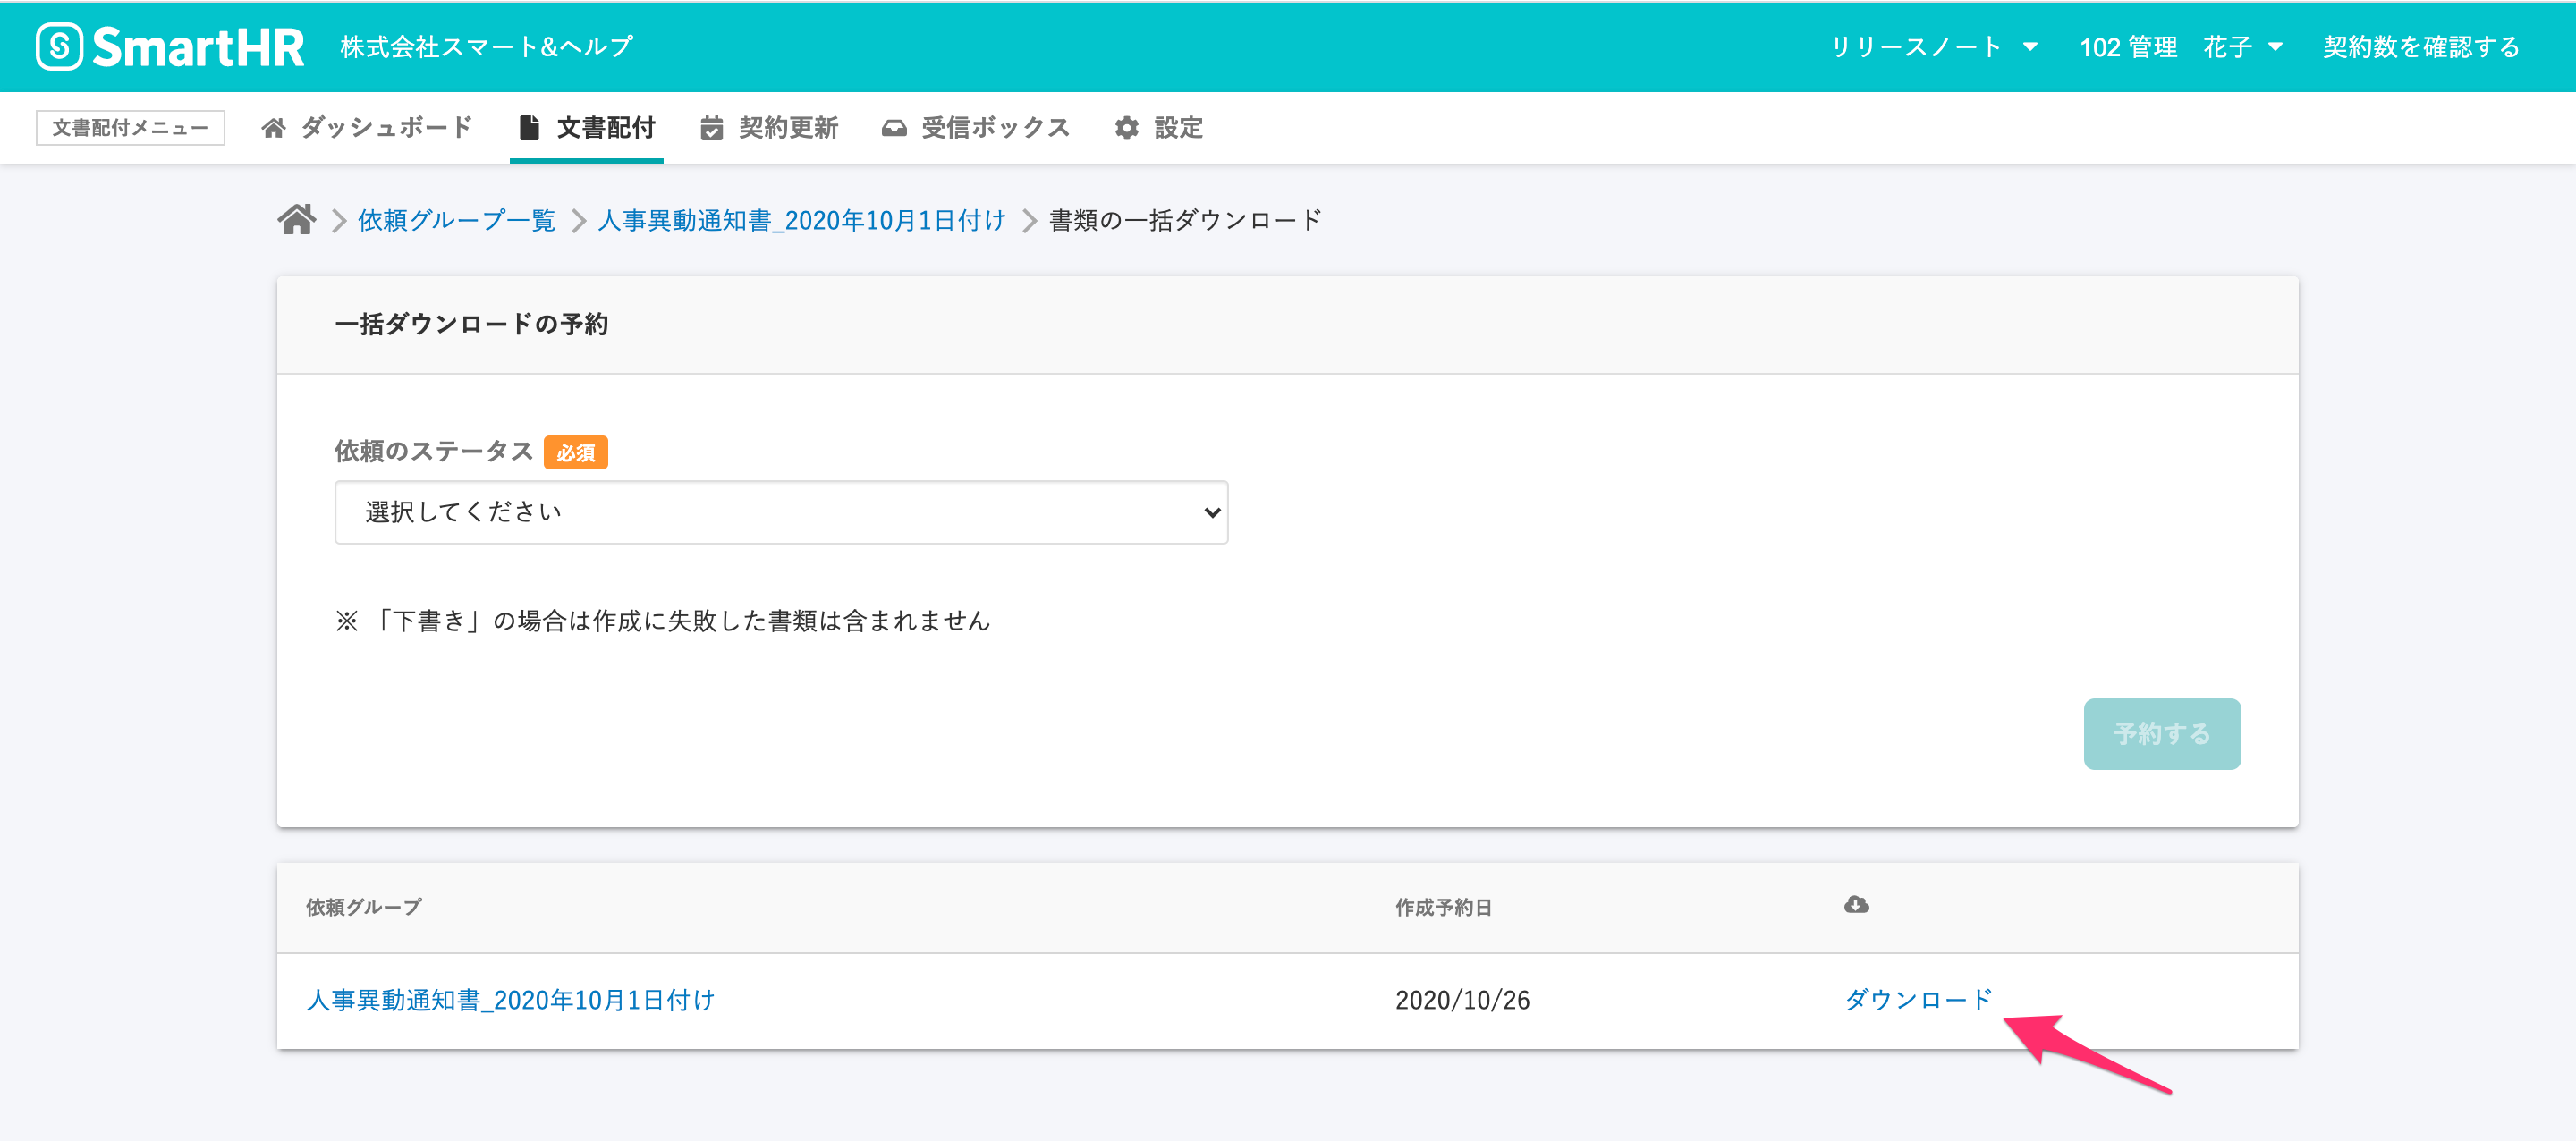 SmartHR 株式会社スマート&ヘルプ リリースノート 102 管理 花子 契約数を確認する
文書配付メニュー ダッシュボード 文書配付 契約更新 受信ボックス 設定
依頼グループ一覧 人事異動通知書_2020年10月1日付け 書類の一括ダウンロード
一括ダウンロードの予約
依頼のステータス 必須
選択してください
※ 「下書き」の場合は作成に失敗した書類は含まれません
予約する
依頼グループ 作成予約日
人事異動通知書_2020年10月1日付け 2020/10/26 ダウンロード